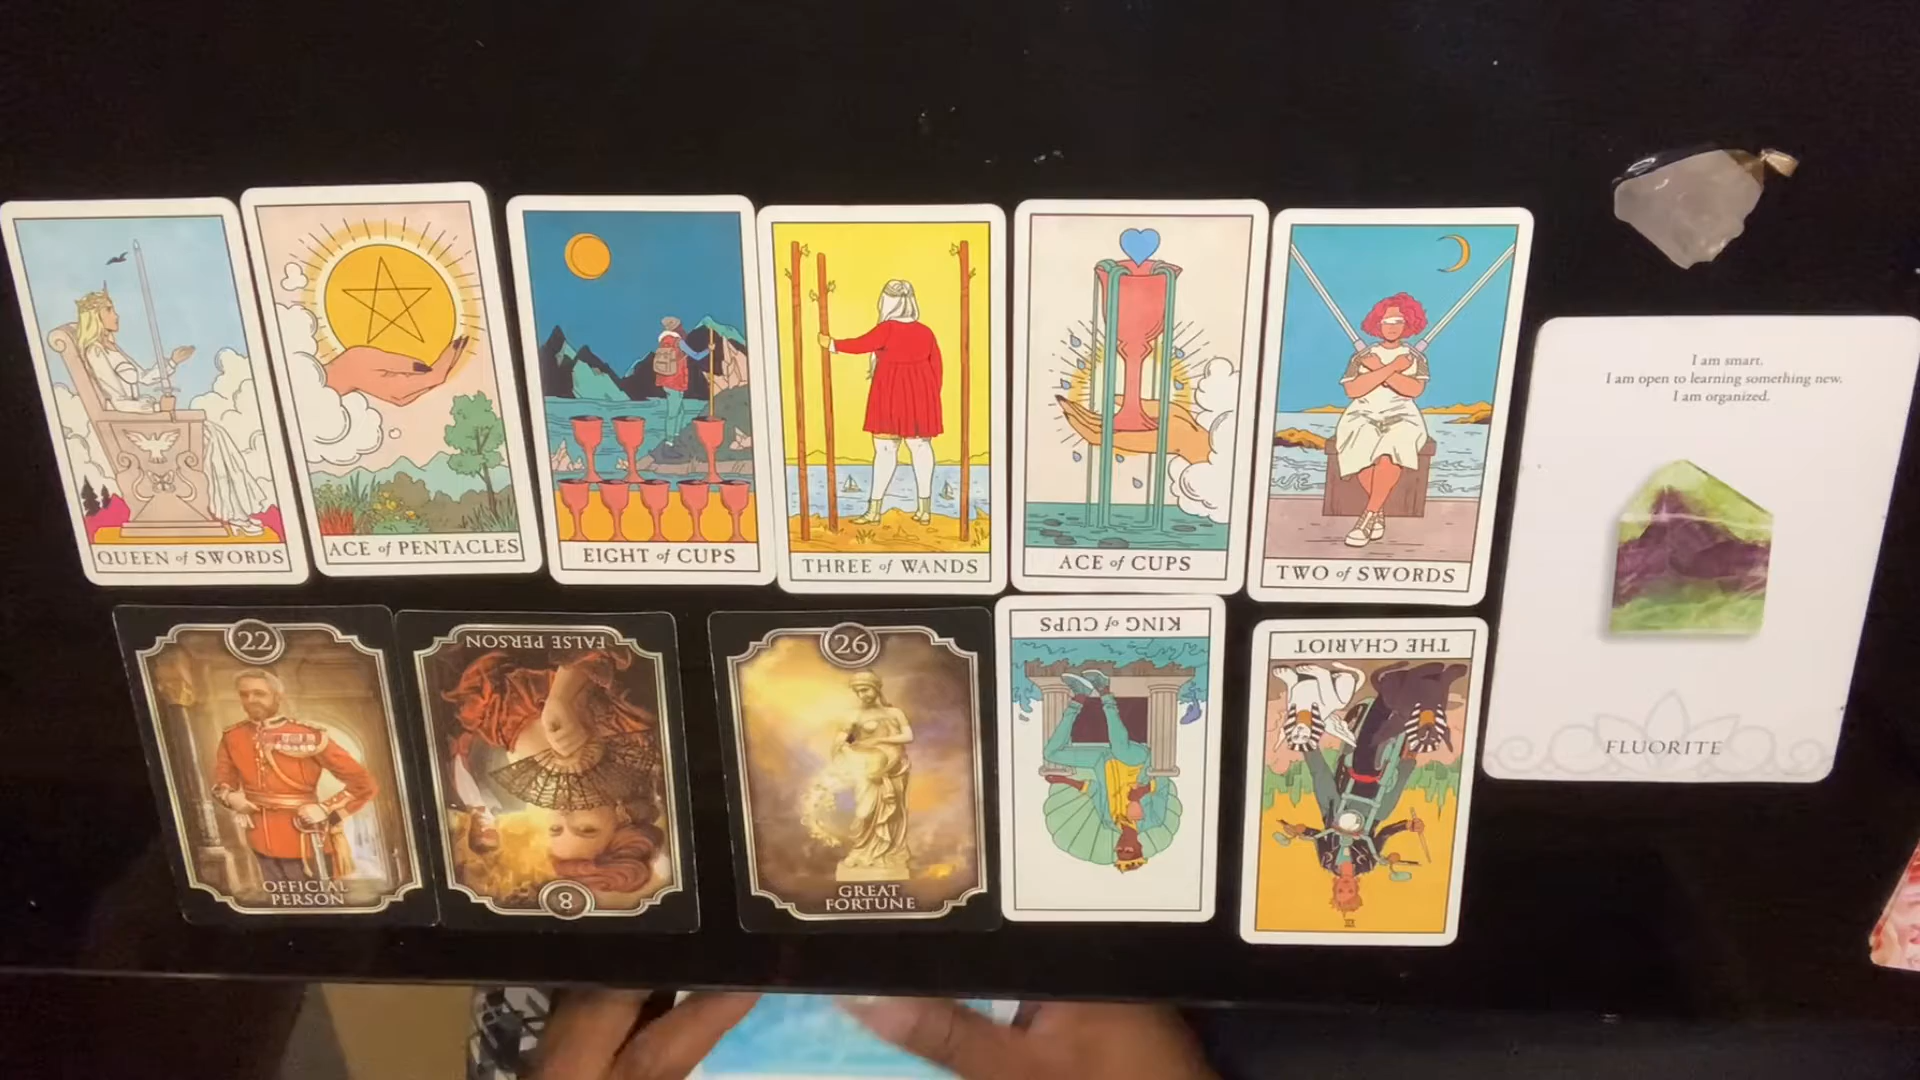 QUEEN of SWORDS
ACE of PENTACLES
EIGHT of CUPS
THREE of WANDS
ACE of CUPS
TWO of SWORDS
I am smart.
I am open to learning something new.
I am organized.
FLUORITE
22
OFFICIAL
PERSON
FALSE PERSON
8
26
GREAT
FORTUNE
KING of CUPS
THE CHARIOT
VII